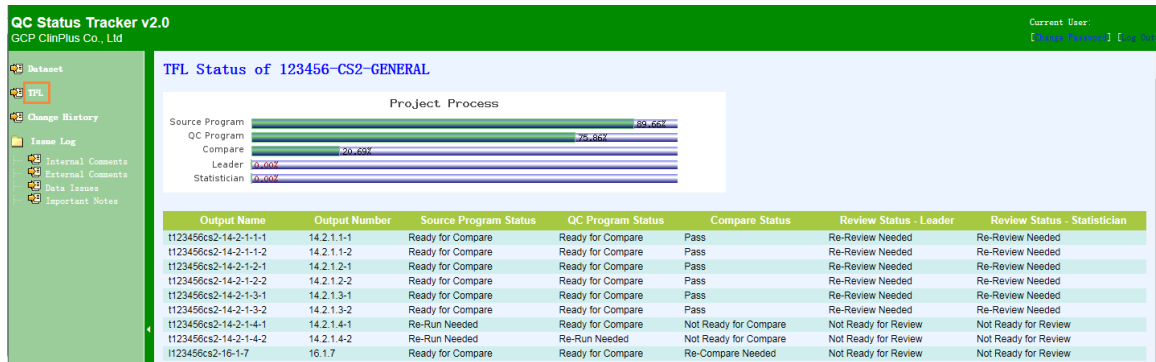 QC Status Tracker v2.0
GCP ClinPlus Co., Ltd
Current User:
[Change Password] [Log Out
Dataset
TFL
Change History
Issue Log
Internal Comments
External Comments
Data Issues
Important Notes
TFL Status of 123456-CS2-GENERAL
Project Process
Source Program 89.66%
QC Program 75.86%
Compare 20.69%
Leader 0.00%
Statistician 0.00%
Output Name Output Number Source Program Status QC Program Status Compare Status Review Status - Leader Review Status - Statistician
t123456cs2-14-2-1-1-1 14.2.1.1-1 Ready for Compare Ready for Compare Pass Re-Review Needed Re-Review Needed
t123456cs2-14-2-1-1-2 14.2.1.1-2 Ready for Compare Ready for Compare Pass Re-Review Needed Re-Review Needed
t123456cs2-14-2-1-2-1 14.2.1.2-1 Ready for Compare Ready for Compare Pass Re-Review Needed Re-Review Needed
t123456cs2-14-2-1-2-2 14.2.1.2-2 Ready for Compare Ready for Compare Pass Re-Review Needed Re-Review Needed
t123456cs2-14-2-1-3-1 14.2.1.3-1 Ready for Compare Ready for Compare Pass Re-Review Needed Re-Review Needed
t123456cs2-14-2-1-3-2 14.2.1.3-2 Ready for Compare Ready for Compare Pass Re-Review Needed Re-Review Needed
t123456cs2-14-2-1-4-1 14.2.1.4-1 Re-Run Needed Ready for Compare Not Ready for Compare Not Ready for Review Not Ready for Review
t123456cs2-14-2-1-4-2 14.2.1.4-2 Re-Run Needed Re-Run Needed Not Ready for Compare Not Ready for Review Not Ready for Review
l123456cs2-16-1-7 16.1.7 Ready for Compare Ready for Compare Re-Compare Needed Not Ready for Review Not Ready for Review